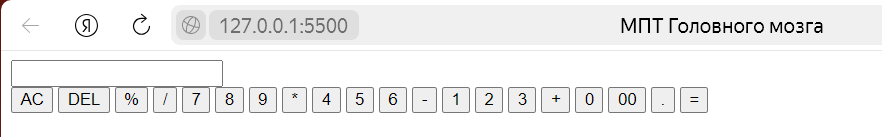 Я 127.0.0.1:5500 МПТ Головного мозга
AC DEL % / 7 8 9 * 4 5 6 - 1 2 3 + 0 00 . =